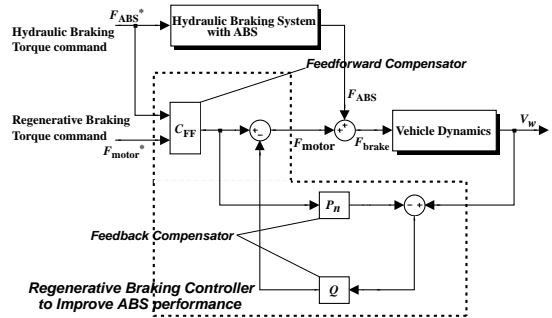 F_ABS*
Hydraulic Braking System
with ABS
Hydraulic Braking
Torque command
Feedforward Compensator
F_ABS
Regenerative Braking
Torque command
C_FF
+
-
+
+
Vehicle Dynamics
V_w
F_motor
F_brake
F_motor*
P_n
-
+
Feedback Compensator
Q
Regenerative Braking Controller
to Improve ABS performance